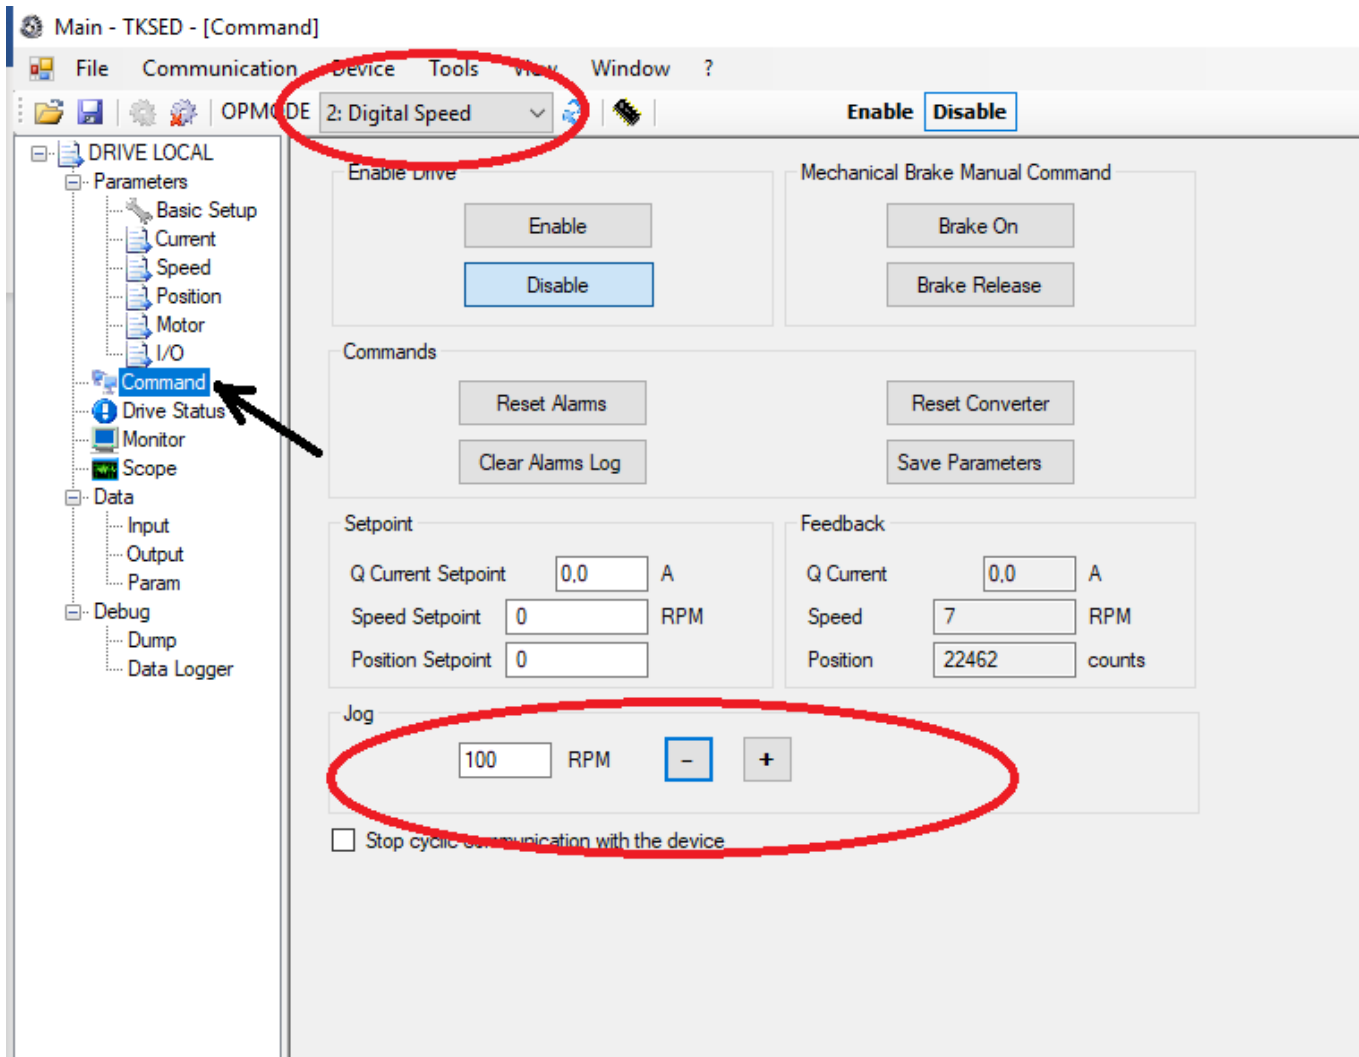 Main - TKSED - [Command]
File Communication Device Tools View Window ?
OPMODE 2: Digital Speed Enable Disable
DRIVE LOCAL
Parameters
Basic Setup
Current
Speed
Position
Motor
I/O
Command
Drive Status
Monitor
Scope
Data
Input
Output
Param
Debug
Dump
Data Logger
Enable Drive
Enable
Disable
Mechanical Brake Manual Command
Brake On
Brake Release
Commands
Reset Alarms
Reset Converter
Clear Alarms Log
Save Parameters
Setpoint
Q Current Setpoint 0,0 A
Speed Setpoint 0 RPM
Position Setpoint 0
Feedback
Q Current 0,0 A
Speed 7 RPM
Position 22462 counts
Jog
100 RPM - +
Stop cyclic communication with the device